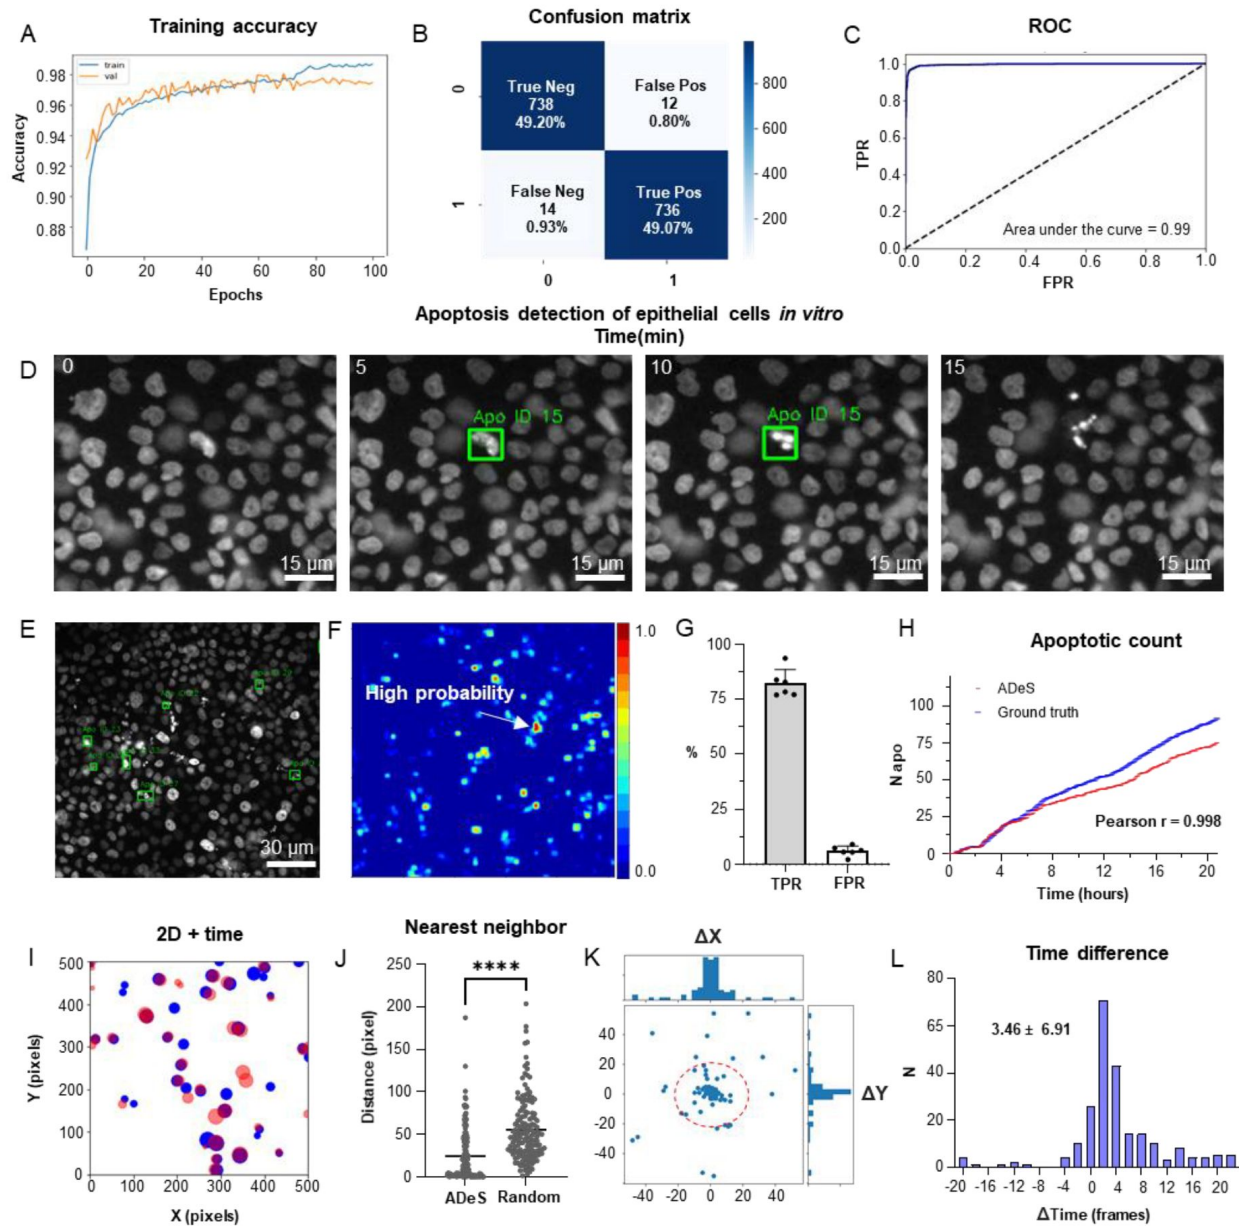 A
Training accuracy
train
val
0.98
0.96
0.94
0.92
0.90
0.88
Accuracy
0
20
40
60
80
100
Epochs
B
Confusion matrix
True Neg
738
49.20%
False Pos
12
0.80%
False Neg
14
0.93%
True Pos
736
49.07%
0
1
0
1
800
600
400
200
C
ROC
1.0
0.8
0.6
0.4
0.2
0.0
TPR
0.0
0.2
0.4
0.6
0.8
1.0
FPR
Area under the curve = 0.99
Apoptosis detection of epithelial cells in vitro
Time(min)
D
0
15 µm
5
Apo ID 15
15 µm
10
Apo ID 15
15 µm
15
15 µm
E
30 µm
F
High probability
1.0
0.0
G
100
75
50
25
0
%
TPR
FPR
H
Apoptotic count
ADeS
Ground truth
100
75
50
25
0
N apo
Pearson r = 0.998
0
4
8
12
16
20
Time (hours)
I
2D + time
500
400
300
200
100
0
Y (pixels)
0
100
200
300
400
500
X (pixels)
J
Nearest neighbor
****
250
200
150
100
50
0
Distance (pixel)
ADeS
Random
K
ΔX
40
20
0
-20
-40
-40
-20
0
20
40
ΔY
L
Time difference
3.46 ± 6.91
80
65
40
20
0
N
-20
-16
-12
-8
-4
0
4
8
12
16
20
ΔTime (frames)